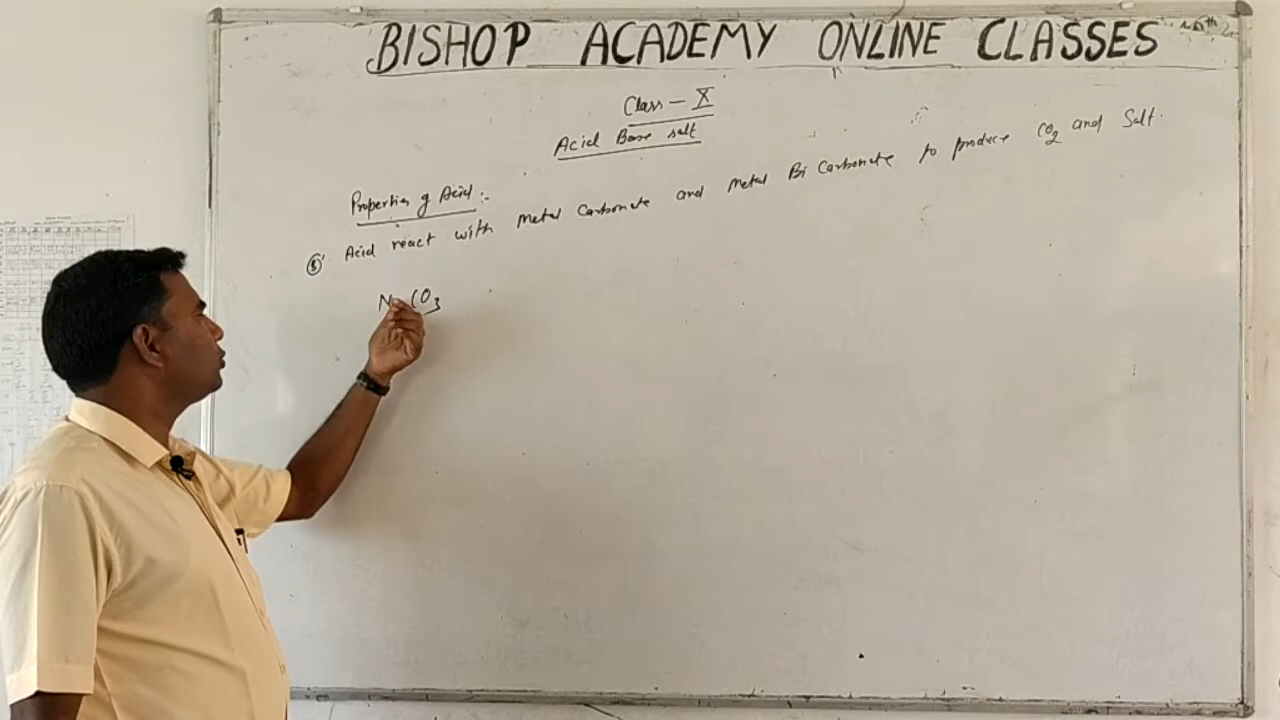 BISHOP ACADEMY ONLINE CLASSES
Class - X
Acid Base salt
Properties of Acid :-
⑤ Acid react with metal carbonate and metal Bi carbonate to produce CO2 and Salt.
CO3